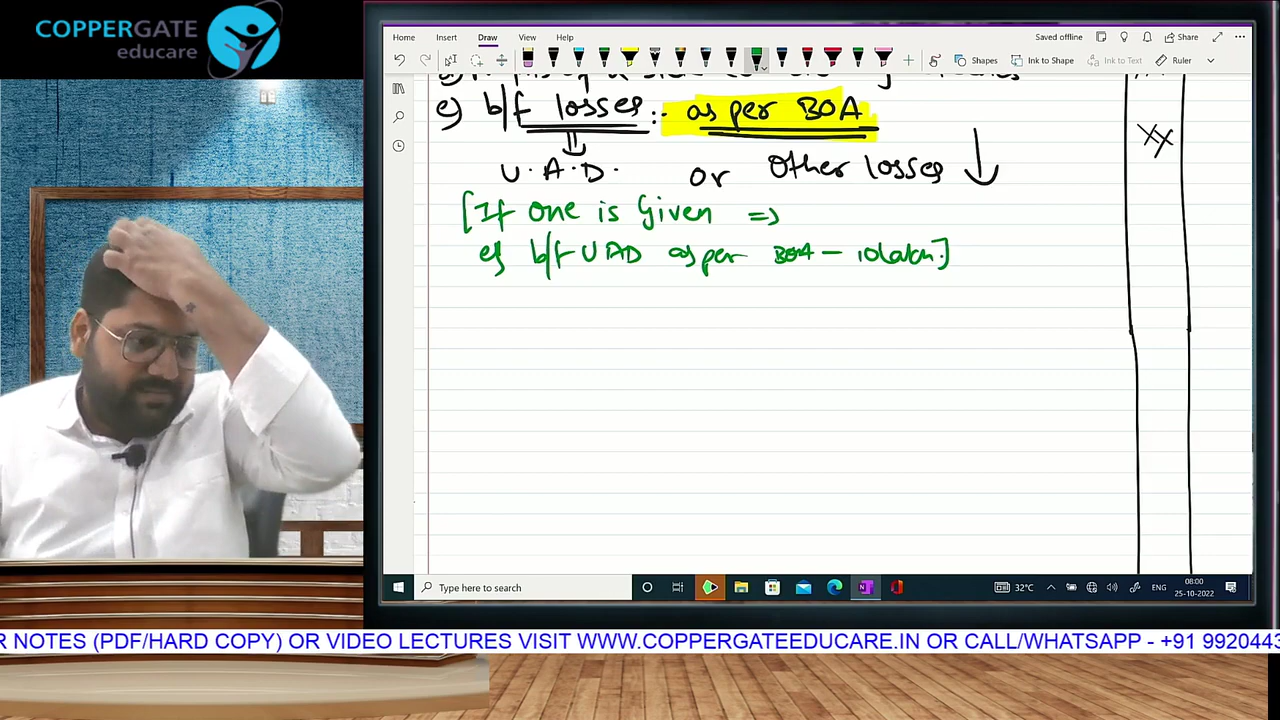 COPPERGATE
educare
Home Insert Draw View Help
Saved offline
Share
Shapes
Ink to Shape
Ink to Text
Ruler
e) b/f losses :- as per BOA
XX
U.A.D. or Other losses ↓
[If One is Given =>
eg b/f UAD as per BOA -
Type here to search
32°C
ENG
08:00
25-10-2022
R NOTES (PDF/HARD COPY) OR VIDEO LECTURES VISIT WWW.COPPERGATEEDUCARE.IN OR CALL/WHATSAPP - +91 9920443